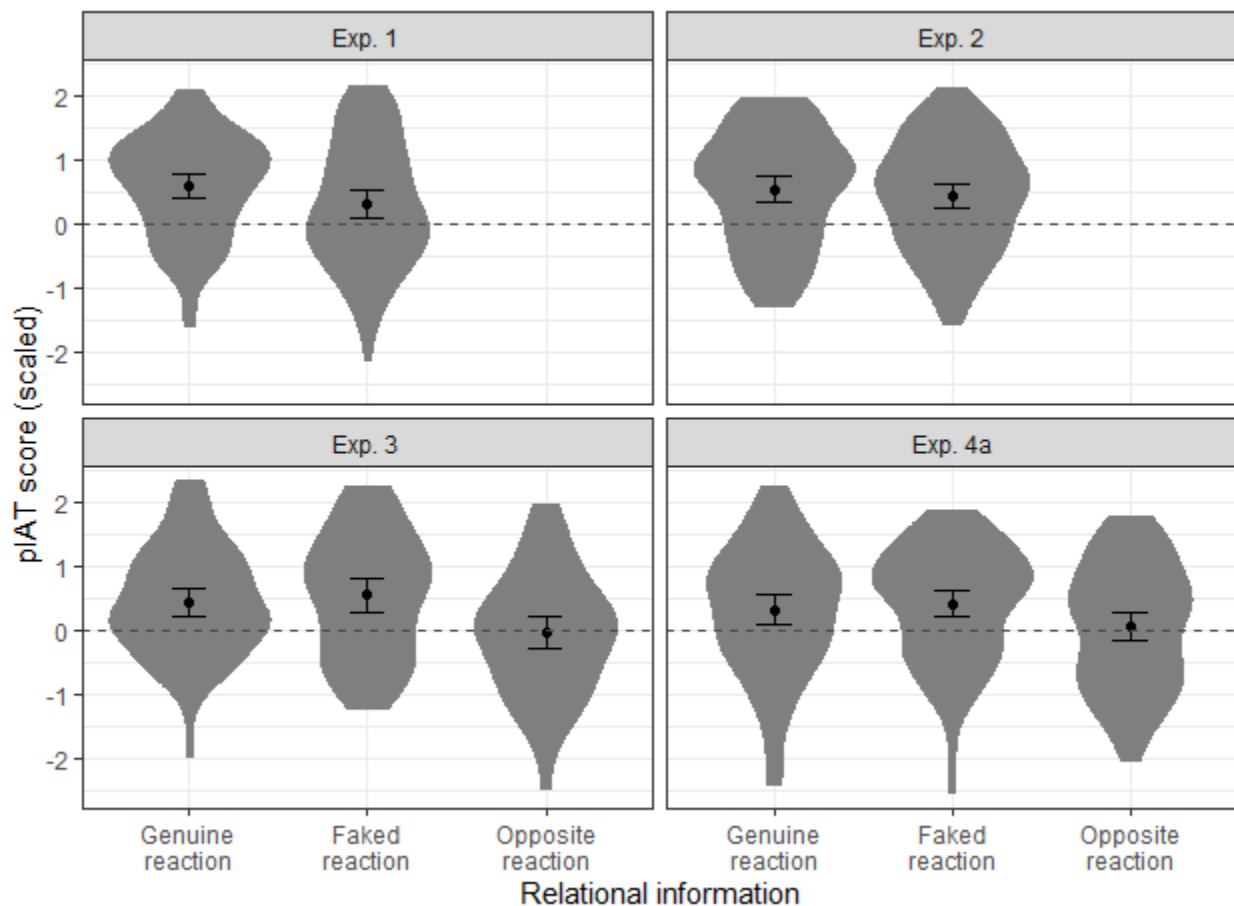 Exp. 1
Exp. 2
2
1
0
-1
-2
Exp. 3
Exp. 4a
2
1
0
-1
-2
pIAT score (scaled)
Genuine reaction
Faked reaction
Opposite reaction
Genuine reaction
Faked reaction
Opposite reaction
Relational information